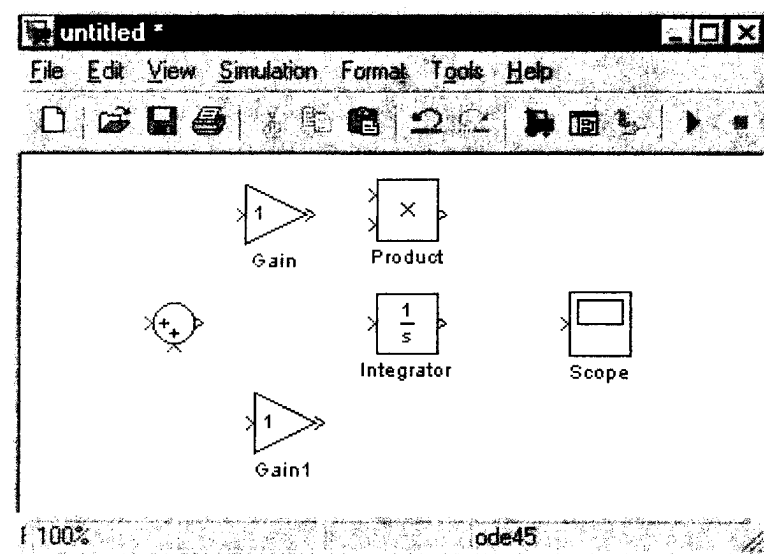 untitled *
File Edit View Simulation Format Tools Help
1
×
Gain
Product
+
+
1
s
Integrator
Scope
1
Gain1
100%
ode45